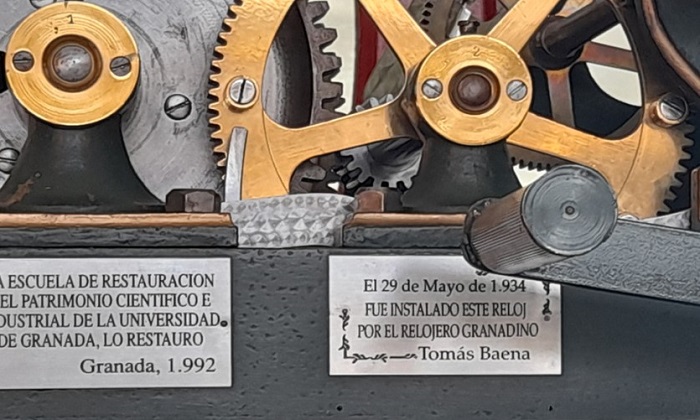 A ESCUELA DE RESTAURACION
EL PATRIMONIO CIENTIFICO E
DUSTRIAL DE LA UNIVERSIDAD
DE GRANADA, LO RESTAURO
Granada, 1.992
El 29 de Mayo de 1.934
FUE INSTALADO ESTE RELOJ
POR EL RELOJERO GRANADINO
Tomás Baena